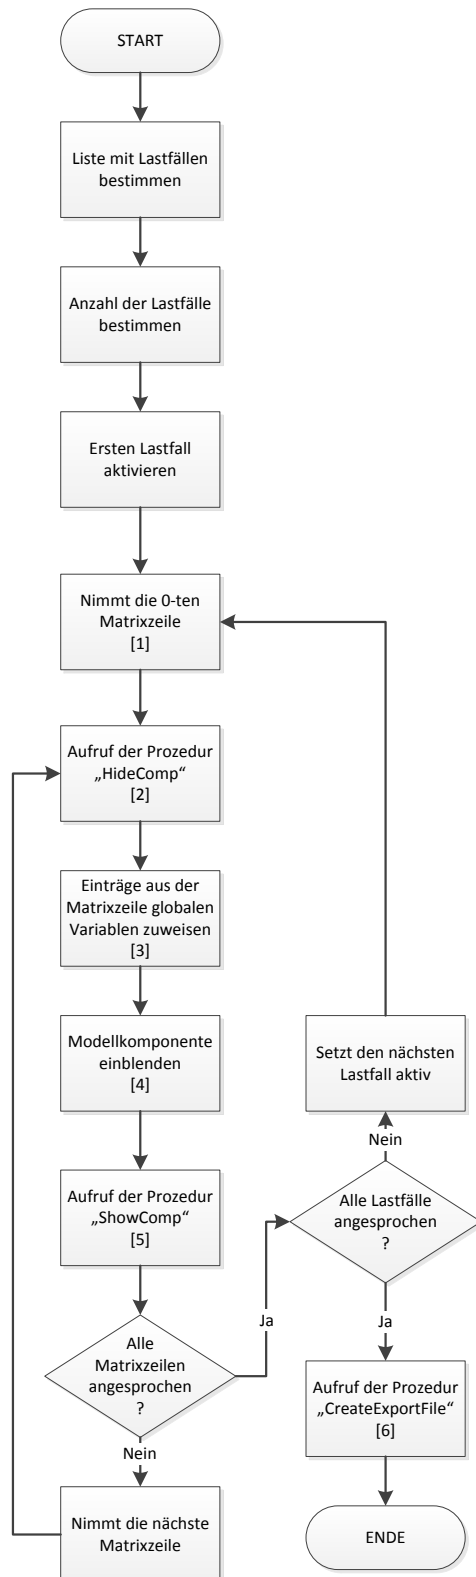 START
Liste mit Lastfällen
bestimmen
Anzahl der Lastfälle
bestimmen
Ersten Lastfall
aktivieren
Nimmt die 0-ten
Matrixzeile
[1]
Aufruf der Prozedur
„HideComp“
[2]
Einträge aus der
Matrixzeile globalen
Variablen zuweisen
[3]
Modellkomponente
einblenden
[4]
Aufruf der Prozedur
„ShowComp“
[5]
Alle
Matrixzeilen
angesprochen
?
Nein
Nimmt die nächste
Matrixzeile
Ja
Setzt den nächsten
Lastfall aktiv
Nein
Alle Lastfälle
angesprochen
?
Ja
Aufruf der Prozedur
„CreateExportFile“
[6]
ENDE